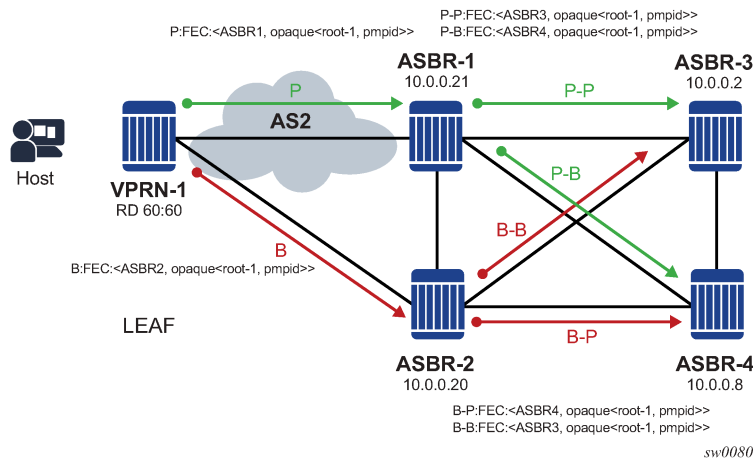 P-P:FEC:<ASBR3, opaque<root-1, pmpid>>
P:FEC:<ASBR1, opaque<root-1, pmpid>>
P-B:FEC:<ASBR4, opaque<root-1, pmpid>>
ASBR-1
10.0.0.21
ASBR-3
10.0.0.2
P
P-P
AS2
Host
VPRN-1
RD 60:60
P-B
B-B
B
B:FEC:<ASBR2, opaque<root-1, pmpid>>
LEAF
B-P
ASBR-2
10.0.0.20
ASBR-4
10.0.0.8
B-P:FEC:<ASBR4, opaque<root-1, pmpid>>
B-B:FEC:<ASBR3, opaque<root-1, pmpid>>
sw0080